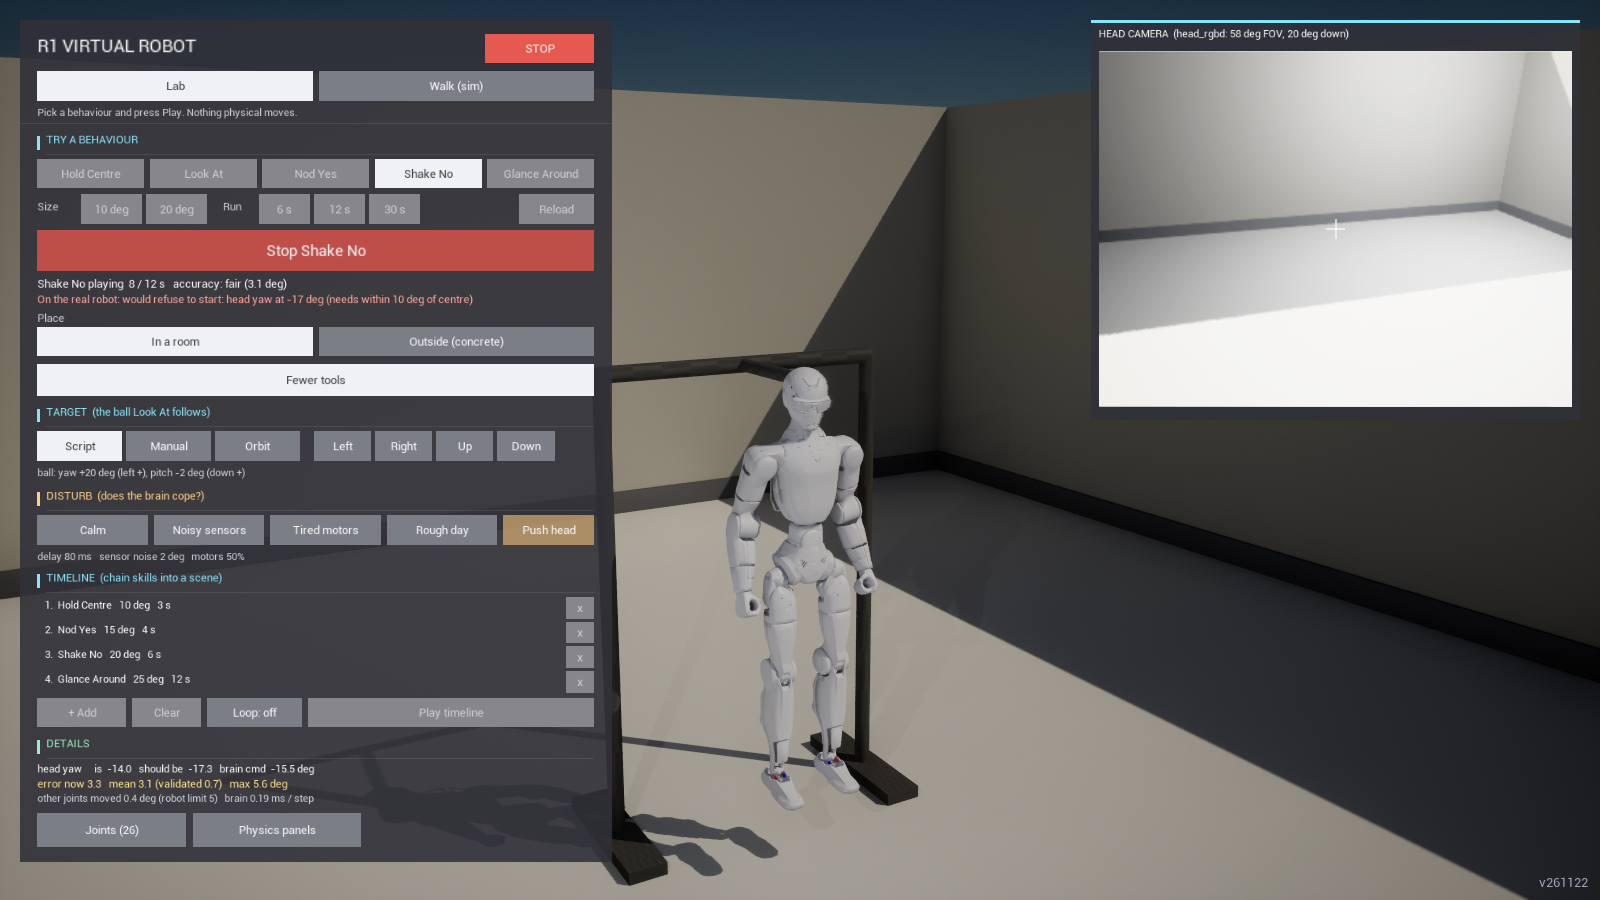 R1 VIRTUAL ROBOT
STOP
Lab
Walk (sim)
Pick a behaviour and press Play. Nothing physical moves.
TRY A BEHAVIOUR
Hold Centre
Look At
Nod Yes
Shake No
Glance Around
Size
10 deg
20 deg
Run
6 s
12 s
30 s
Reload
Stop Shake No
Shake No playing 8 / 12 s accuracy: fair (3.1 deg)
On the real robot: would refuse to start: head yaw at -17 deg (needs within 10 deg of centre)
Place
In a room
Outside (concrete)
Fewer tools
TARGET (the ball Look At follows)
Script
Manual
Orbit
Left
Right
Up
Down
ball: yaw +20 deg (left +), pitch -2 deg (down +)
DISTURB (does the brain cope?)
Calm
Noisy sensors
Tired motors
Rough day
Push head
delay 80 ms sensor noise 2 deg motors 50%
TIMELINE (chain skills into a scene)
1. Hold Centre 10 deg 3 s
x
2. Nod Yes 15 deg 4 s
x
3. Shake No 20 deg 6 s
x
4. Glance Around 25 deg 12 s
x
+ Add
Clear
Loop: off
Play timeline
DETAILS
head yaw is -14.0 should be -17.3 brain cmd -15.5 deg
error now 3.3 mean 3.1 (validated 0.7) max 5.6 deg
other joints moved 0.4 deg (robot limit 5) brain 0.19 ms / step
Joints (26)
Physics panels
HEAD CAMERA (head_rgbd: 58 deg FOV, 20 deg down)
v261122